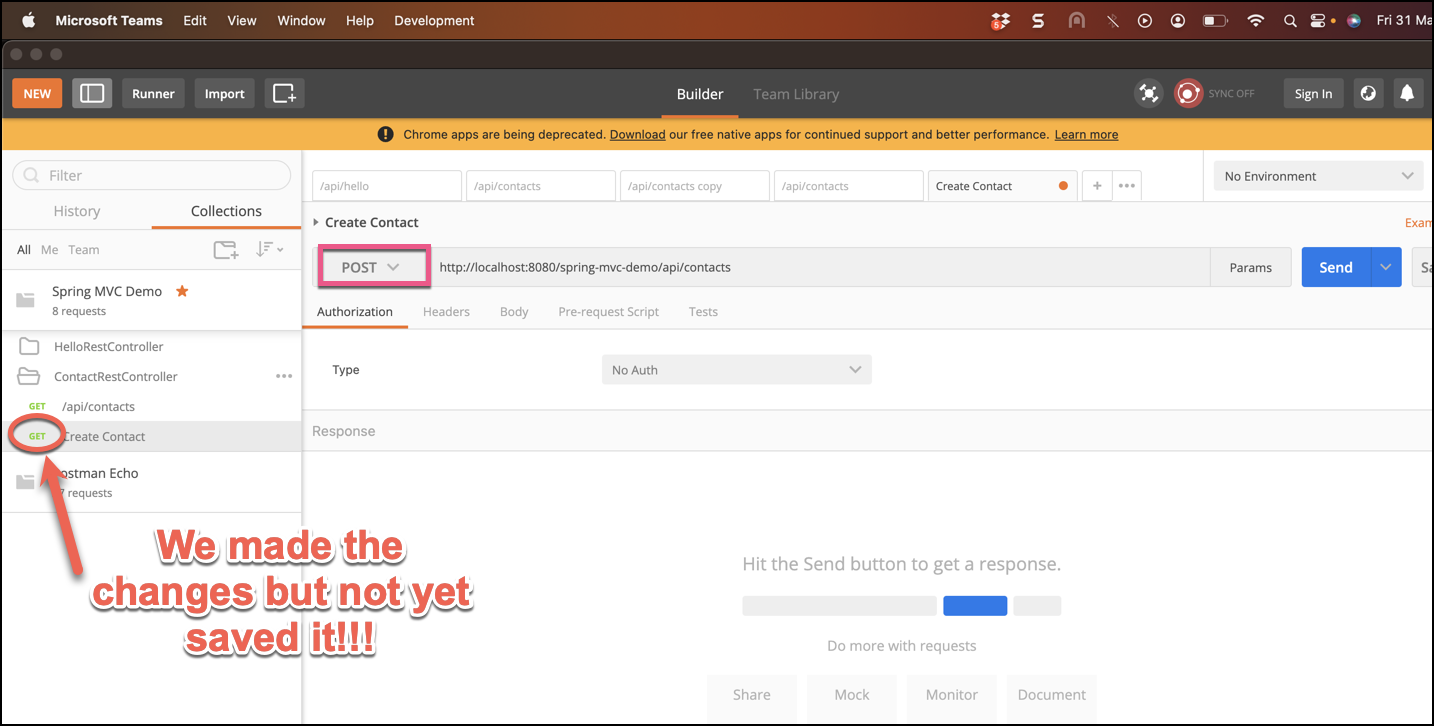 Microsoft Teams Edit View Window Help Development
5 S Fri 31 Ma
NEW Runner Import Builder Team Library SYNC OFF Sign In
Chrome apps are being deprecated. Download our free native apps for continued support and better performance. Learn more
Filter
History Collections
All Me Team
Spring MVC Demo
8 requests
HelloRestController
ContactRestController
GET /api/contacts
GET Create Contact
Postman Echo
37 requests
/api/hello /api/contacts /api/contacts copy /api/contacts Create Contact + No Environment
Create Contact Exam
POST http://localhost:8080/spring-mvc-demo/api/contacts Params Send Sa
Authorization Headers Body Pre-request Script Tests
Type No Auth
Response
We made the
changes but not yet
saved it!!!
Hit the Send button to get a response.
Do more with requests
Share Mock Monitor Document